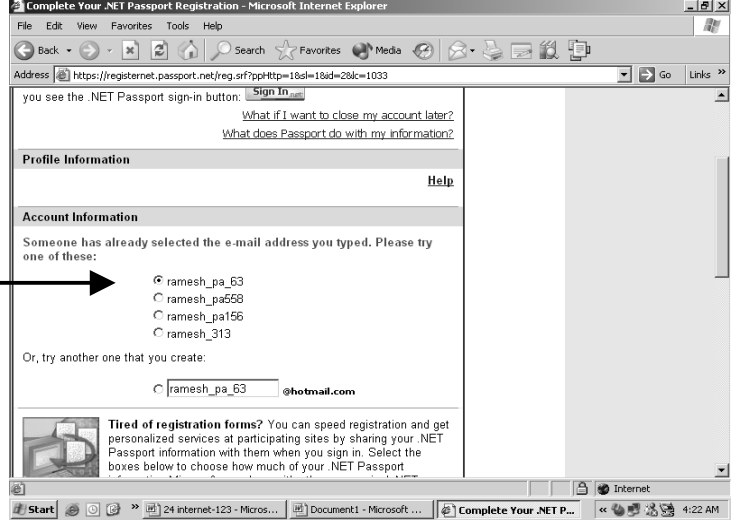 Complete Your .NET Passport Registration - Microsoft Internet Explorer
File Edit View Favorites Tools Help
Back Search Favorites Media
Address https://registernet.passport.net/reg.srf?ppHttp=1&sl=1&id=2&lc=1033 Go Links »
you see the .NET Passport sign-in button: Sign In .net
What if I want to close my account later?
What does Passport do with my information?
Profile Information
Help
Account Information
Someone has already selected the e-mail address you typed. Please try
one of these:
ramesh_pa_63
ramesh_pa558
ramesh_pa156
ramesh_313
Or, try another one that you create:
ramesh_pa_63 @hotmail.com
Tired of registration forms? You can speed registration and get
personalized services at participating sites by sharing your .NET
Passport information with them when you sign in. Select the
boxes below to choose how much of your .NET Passport
Internet
Start » 24 internet-123 - Micros... Document1 - Microsoft ... Complete Your .NET P... « 4:22 AM